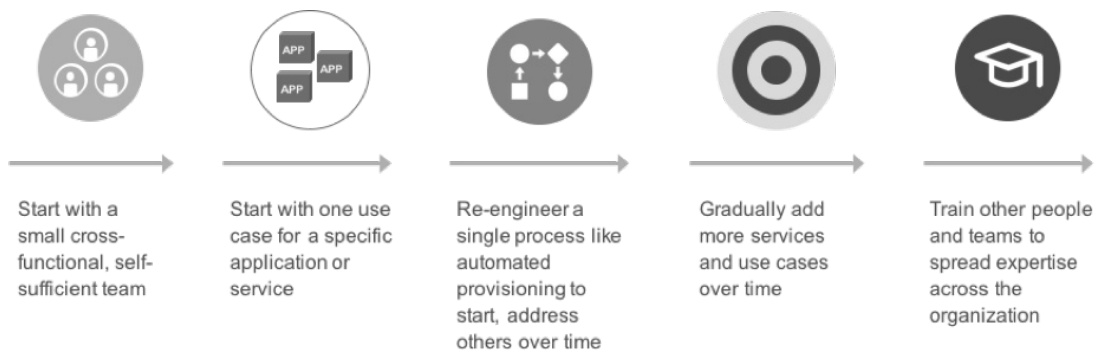 APP
APP
APP
Start with a
small cross-
functional, self-
sufficient team
Start with one use
case for a specific
application or
service
Re-engineer a
single process like
automated
provisioning to
start, address
others over time
Gradually add
more services
and use cases
over time
Train other people
and teams to
spread expertise
across the
organization